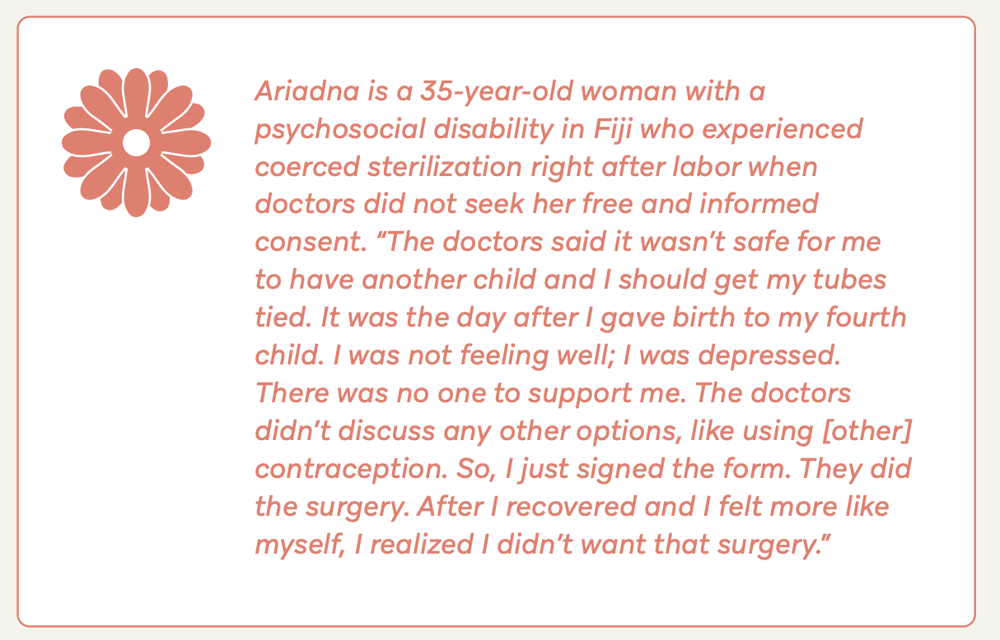 Ariadna is a 35-year-old woman with a
psychosocial disability in Fiji who experienced
coerced sterilization right after labor when
doctors did not seek her free and informed
consent. “The doctors said it wasn’t safe for me
to have another child and I should get my tubes
tied. It was the day after I gave birth to my fourth
child. I was not feeling well; I was depressed.
There was no one to support me. The doctors
didn’t discuss any other options, like using [other]
contraception. So, I just signed the form. They did
the surgery. After I recovered and I felt more like
myself, I realized I didn’t want that surgery.”